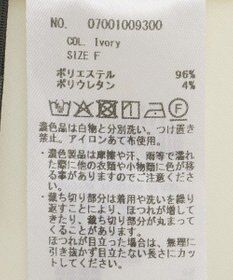 NO. 07001009300
COL. Ivory
SIZE F
ポリエステル 96%
ポリウレタン 4%
濃色品は白物と分別洗い。つけ置き
禁止。アイロンあて布使用。
・濃色製品は摩擦や汗、雨等で濡れ
た際に他の衣類や小物類に色が移
る事がありますのでご注意くださ
い。
・裁ち切り部分は着用や洗いを繰り
返すことにより、ほつれが増して
きたり、裁ち切り部分が丸まって
くることがあります。
ほつれが目立った場合は、無理に
引き抜かず目立たない長さにカッ